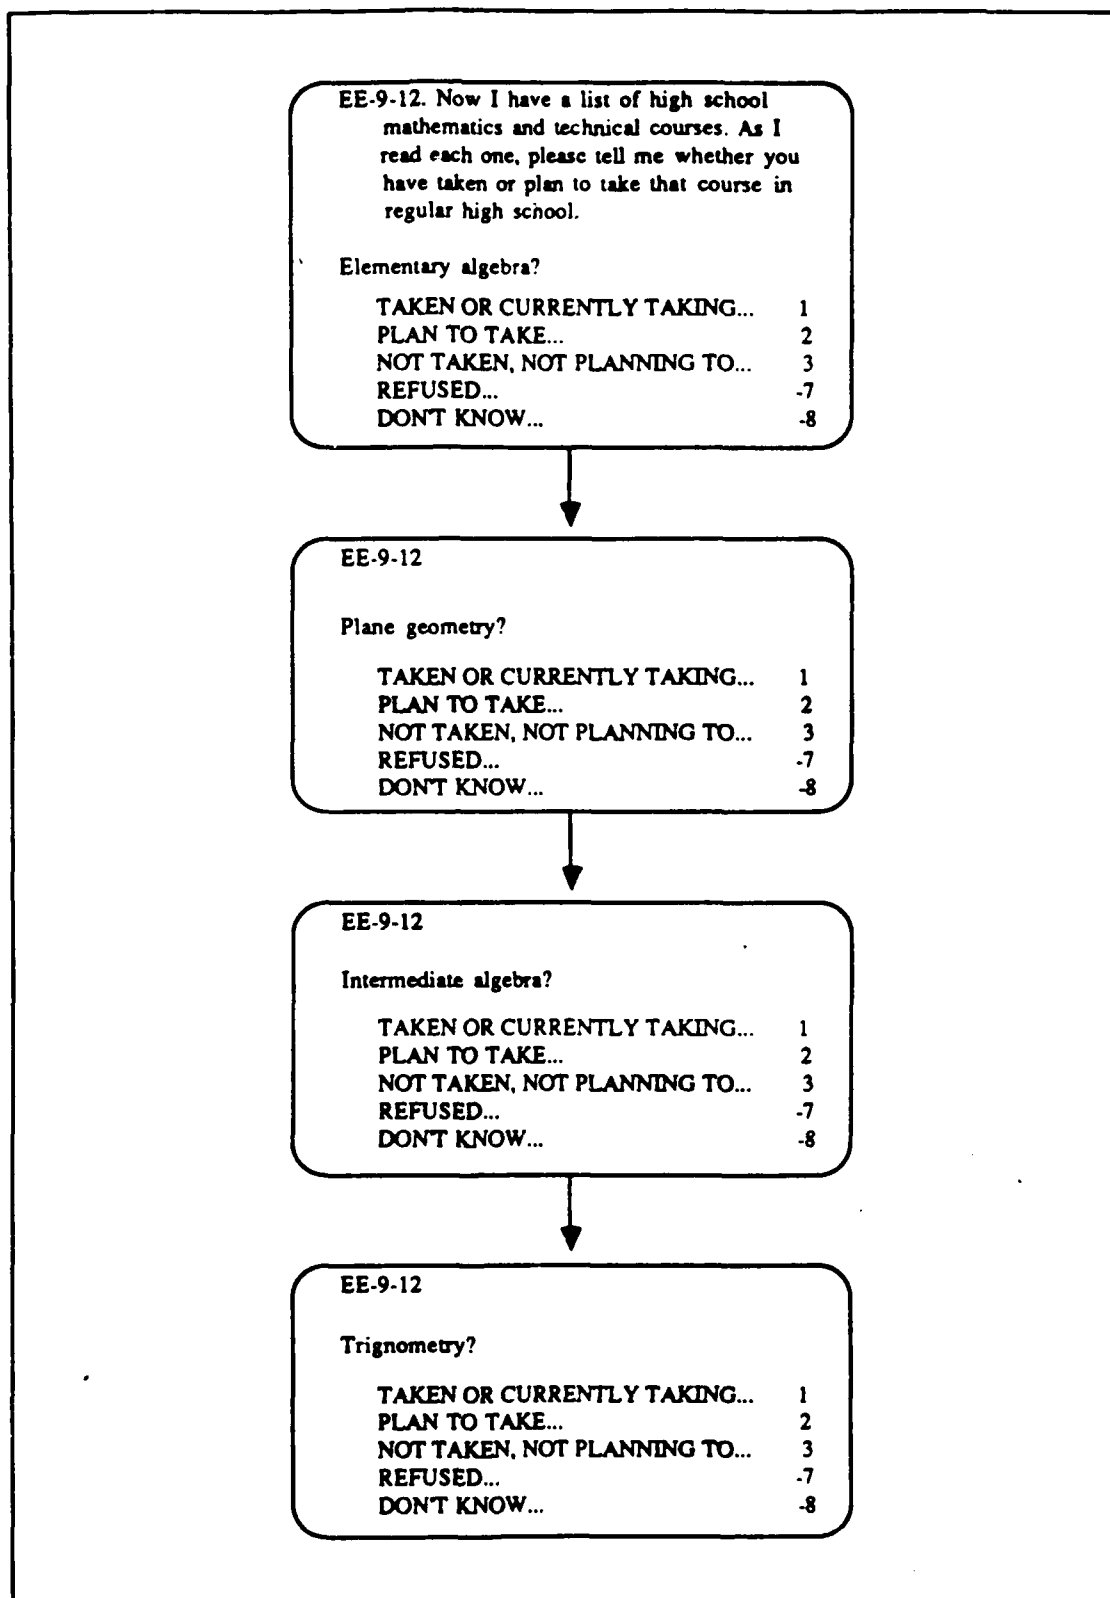 EE-9-12. Now I have a list of high school
mathematics and technical courses. As I
read each one, please tell me whether you
have taken or plan to take that course in
regular high school.
Elementary algebra?
TAKEN OR CURRENTLY TAKING... 1
PLAN TO TAKE... 2
NOT TAKEN, NOT PLANNING TO... 3
REFUSED... -7
DON'T KNOW... -8
EE-9-12
Plane geometry?
TAKEN OR CURRENTLY TAKING... 1
PLAN TO TAKE... 2
NOT TAKEN, NOT PLANNING TO... 3
REFUSED... -7
DON'T KNOW... -8
EE-9-12
Intermediate algebra?
TAKEN OR CURRENTLY TAKING... 1
PLAN TO TAKE... 2
NOT TAKEN, NOT PLANNING TO... 3
REFUSED... -7
DON'T KNOW... -8
EE-9-12
Trignometry?
TAKEN OR CURRENTLY TAKING... 1
PLAN TO TAKE... 2
NOT TAKEN, NOT PLANNING TO... 3
REFUSED... -7
DON'T KNOW... -8